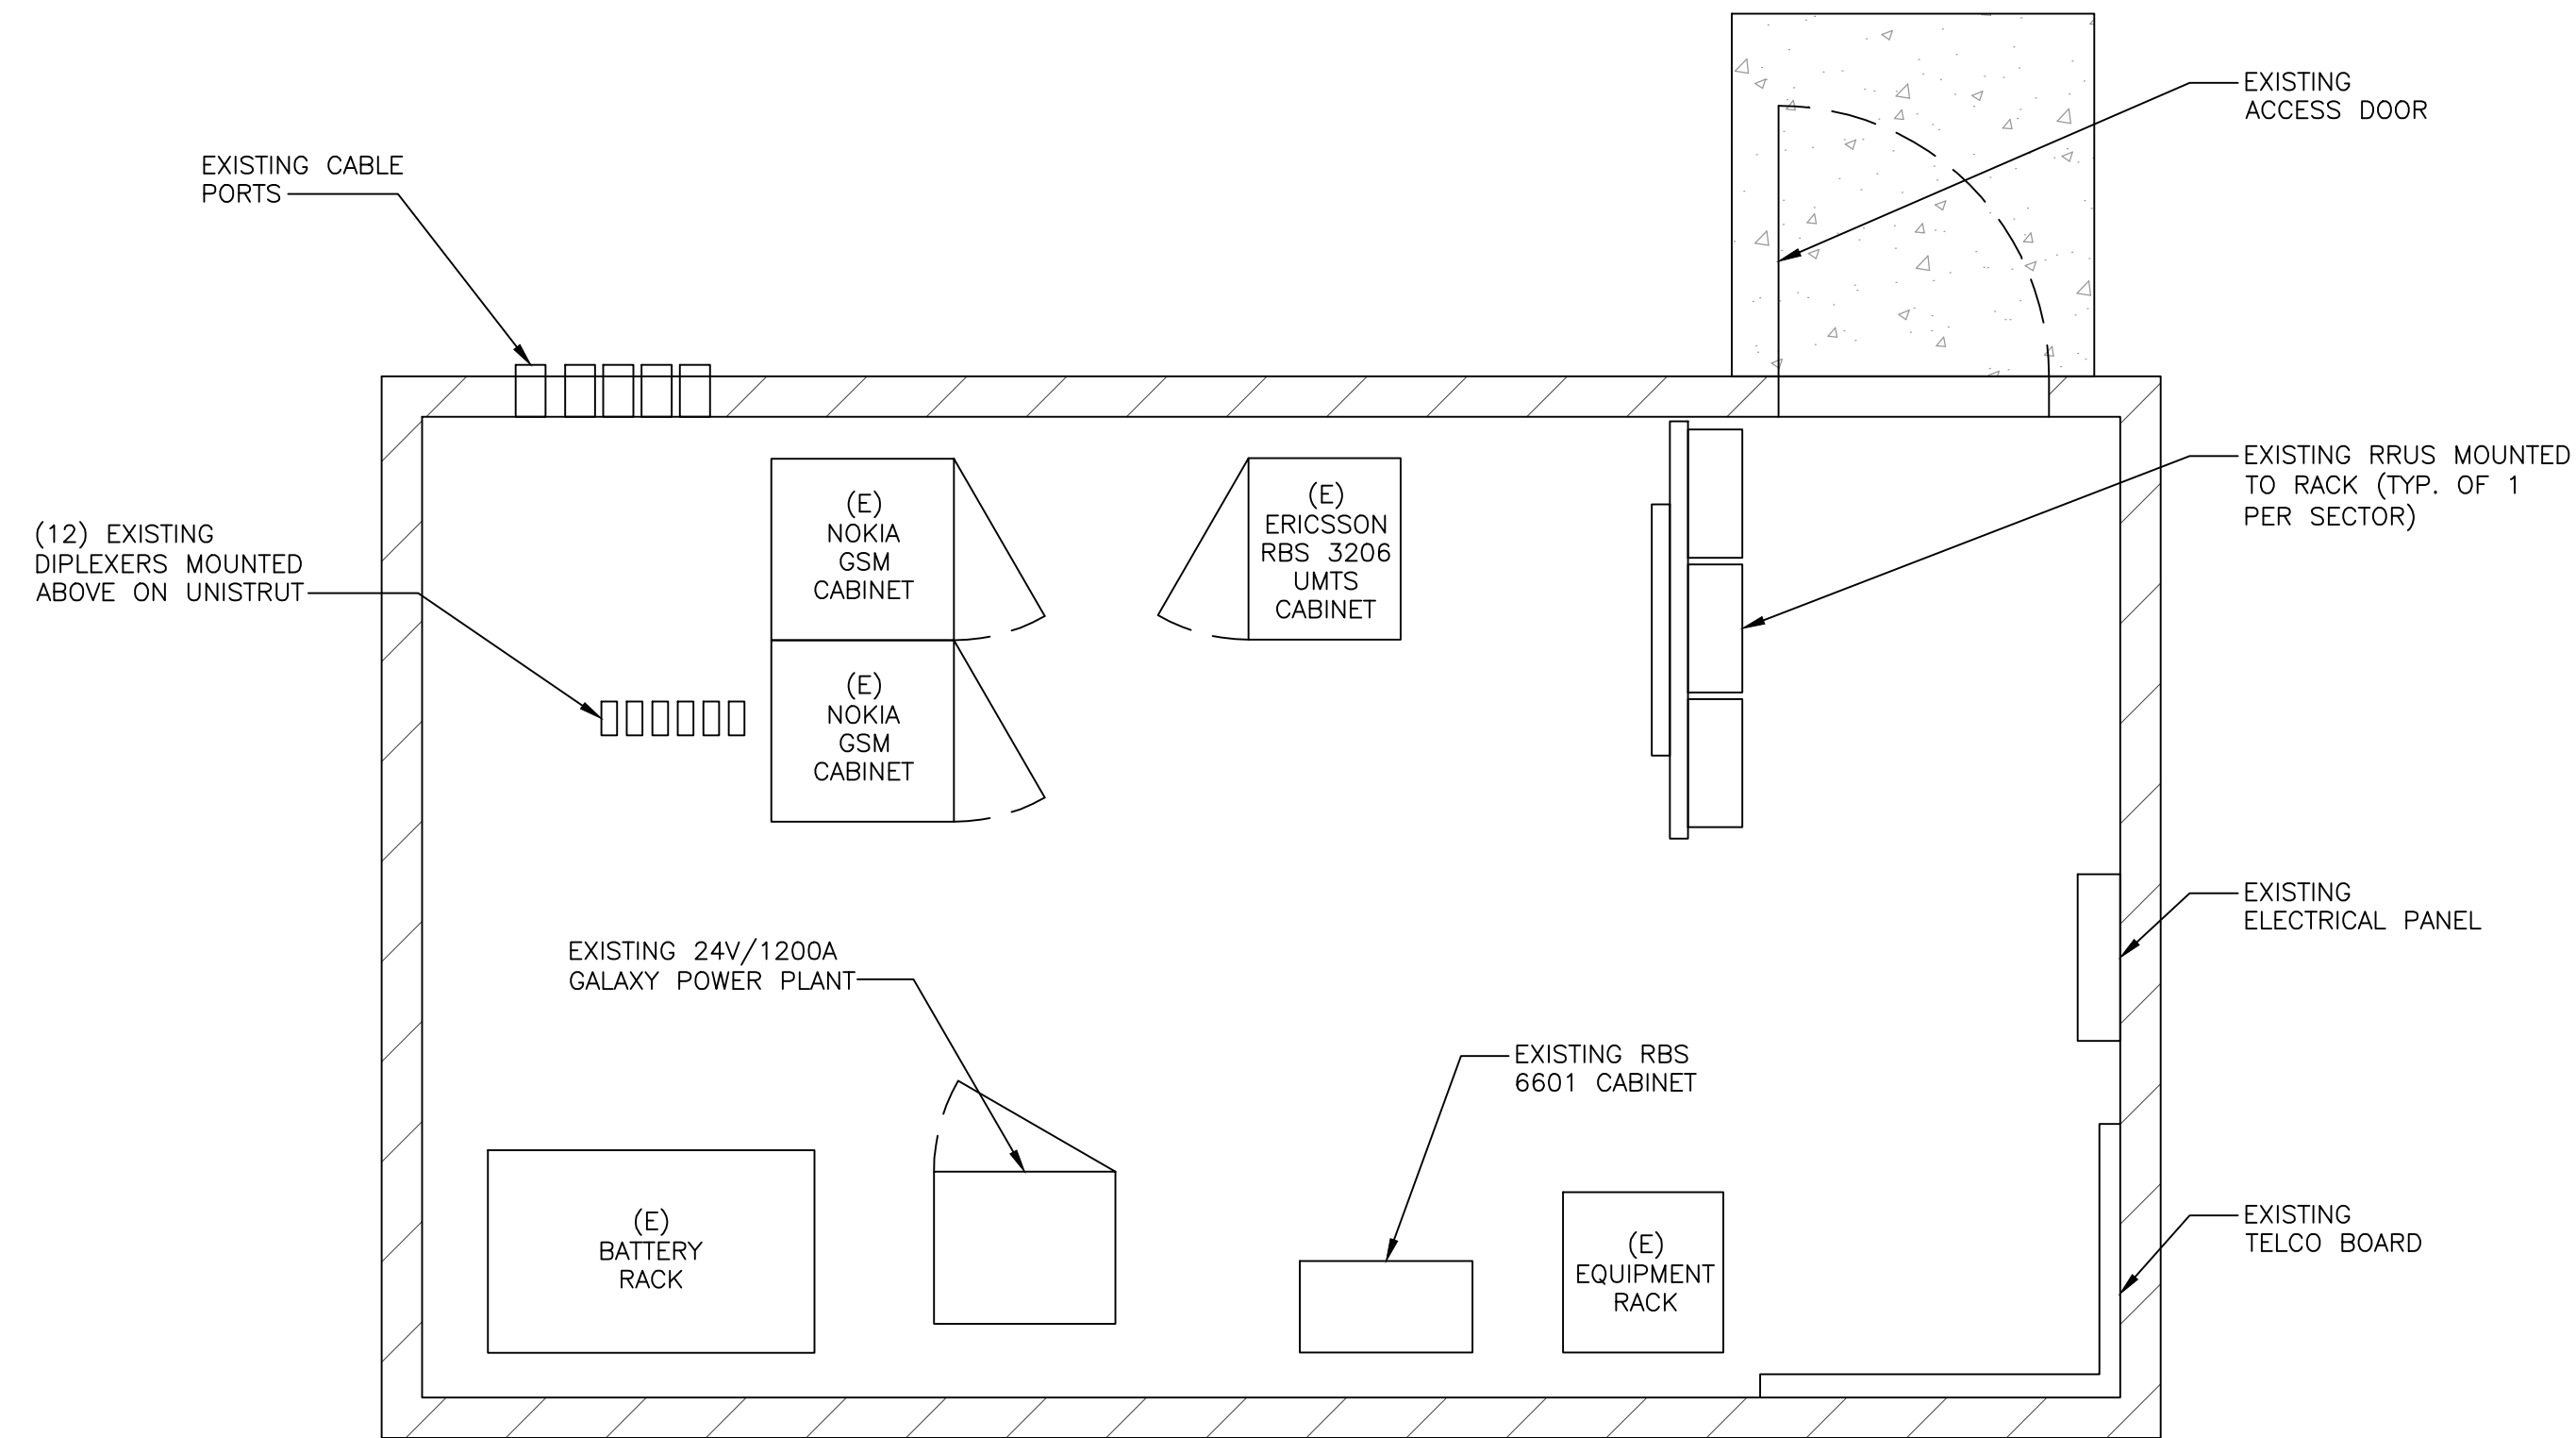 EXISTING
ACCESS DOOR
EXISTING CABLE
PORTS
EXISTING RRUS MOUNTED
TO RACK (TYP. OF 1
PER SECTOR)
(E)
NOKIA
GSM
CABINET
(E)
ERICSSON
RBS 3206
UMTS
CABINET
(12) EXISTING
DIPLEXERS MOUNTED
ABOVE ON UNISTRUT
(E)
NOKIA
GSM
CABINET
EXISTING
ELECTRICAL PANEL
EXISTING 24V/1200A
GALAXY POWER PLANT
EXISTING RBS
6601 CABINET
(E)
BATTERY
RACK
(E)
EQUIPMENT
RACK
EXISTING
TELCO BOARD